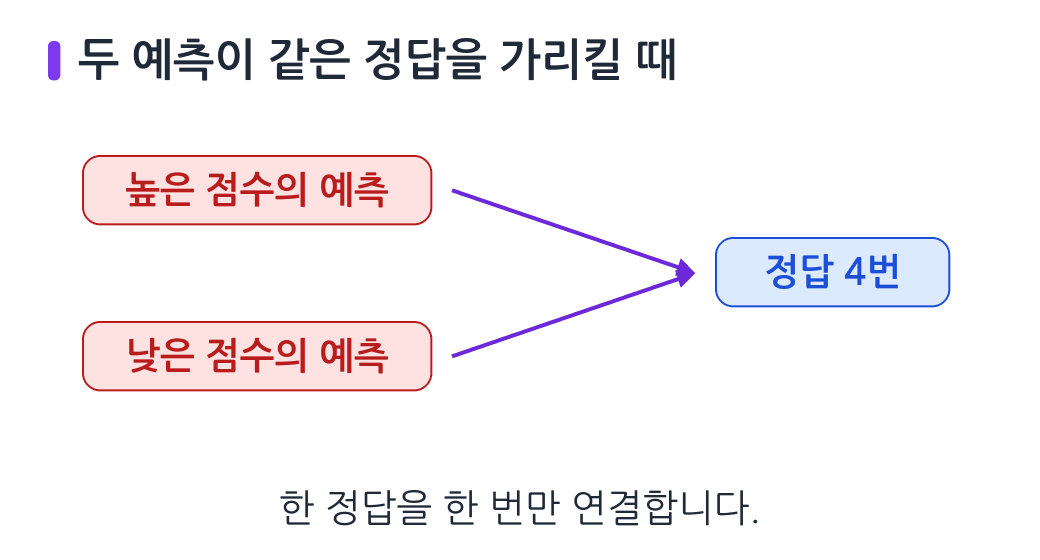 두 예측이 같은 정답을 가리킬 때
높은 점수의 예측
정답 4번
낮은 점수의 예측
한 정답을 한 번만 연결합니다.